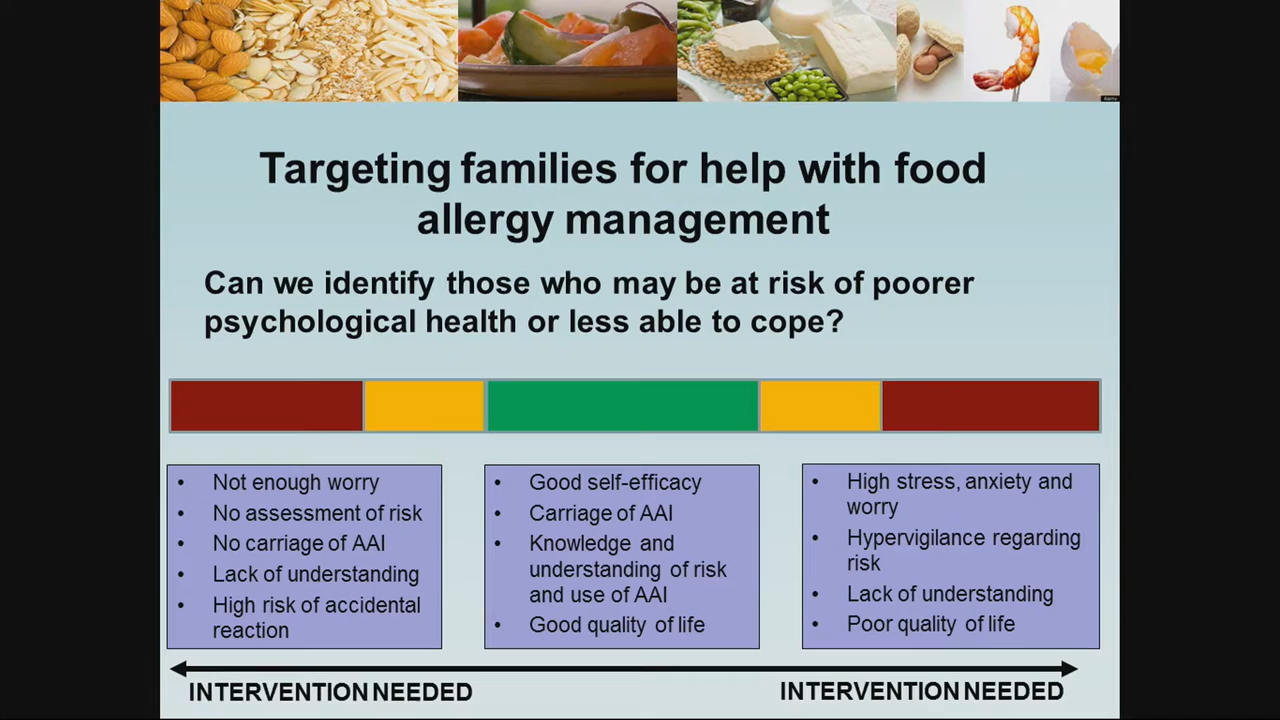 Targeting families for help with food
allergy management
Can we identify those who may be at risk of poorer
psychological health or less able to cope?
• Not enough worry
• No assessment of risk
• No carriage of AAI
• Lack of understanding
• High risk of accidental
reaction
• Good self-efficacy
• Carriage of AAI
• Knowledge and
understanding of risk
and use of AAI
• Good quality of life
• High stress, anxiety and
worry
• Hypervigilance regarding
risk
• Lack of understanding
• Poor quality of life
INTERVENTION NEEDED
INTERVENTION NEEDED